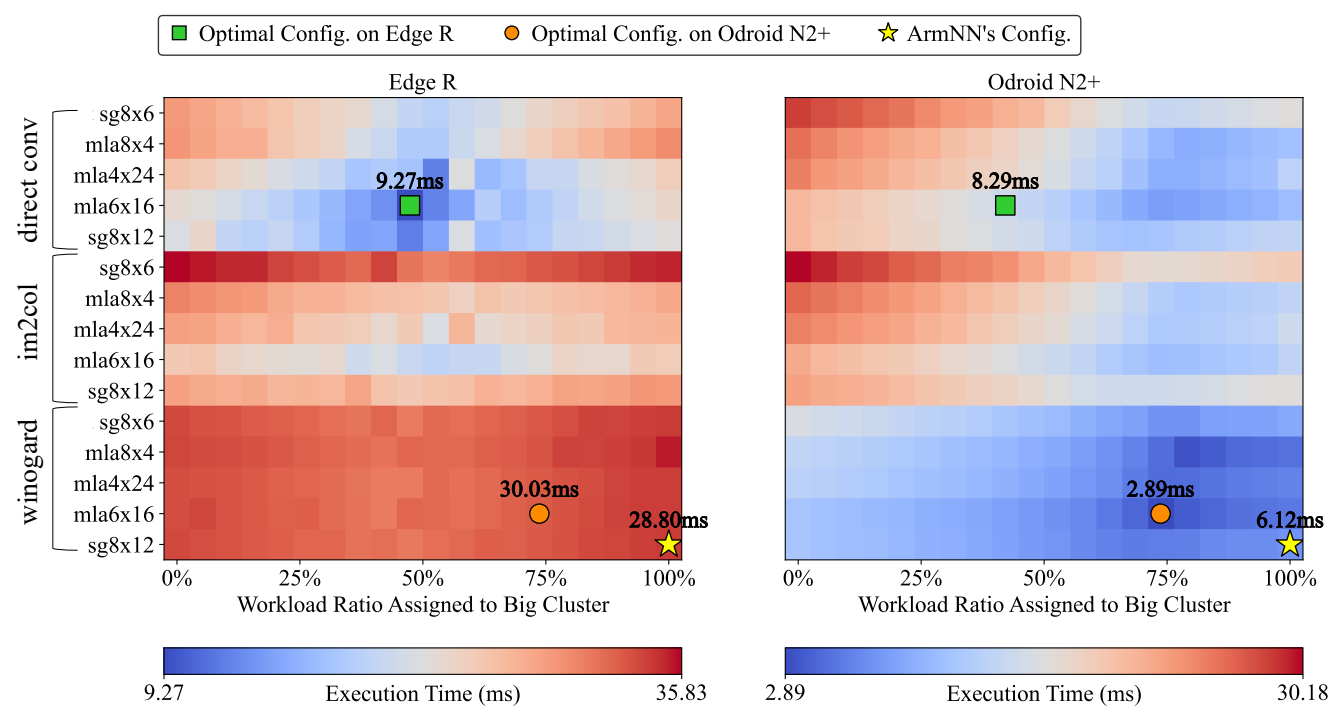 Optimal Config. on Edge R
Optimal Config. on Odroid N2+
ArmNN's Config.
Edge R
direct conv
sg8x6
mla8x4
mla4x24
mla6x16
sg8x12
im2col
sg8x6
mla8x4
mla4x24
mla6x16
sg8x12
winogard
sg8x6
mla8x4
mla4x24
mla6x16
sg8x12
9.27ms
30.03ms
28.80ms
0%
25%
50%
75%
100%
Workload Ratio Assigned to Big Cluster
9.27
Execution Time (ms)
35.83
Odroid N2+
8.29ms
2.89ms
6.12ms
0%
25%
50%
75%
100%
Workload Ratio Assigned to Big Cluster
2.89
Execution Time (ms)
30.18